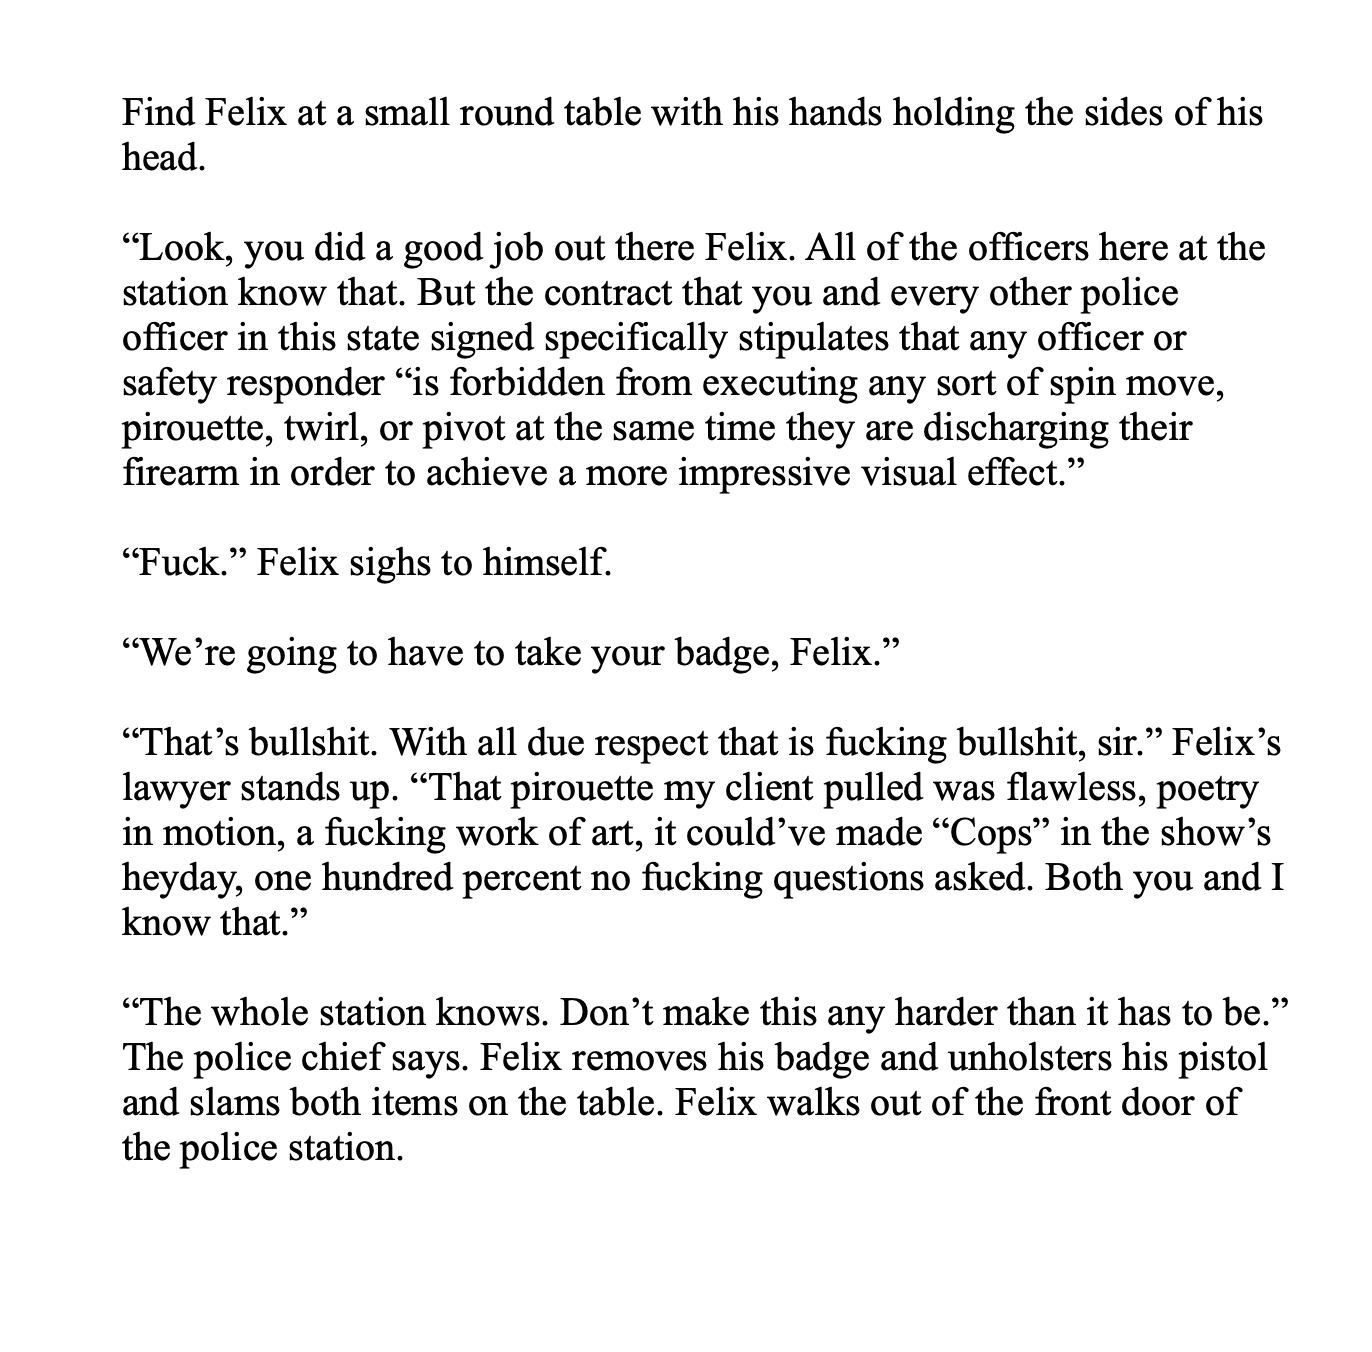 Find Felix at a small round table with his hands holding the sides of his
head.
“Look, you did a good job out there Felix. All of the officers here at the
station know that. But the contract that you and every other police
officer in this state signed specifically stipulates that any officer or
safety responder “is forbidden from executing any sort of spin move,
pirouette, twirl, or pivot at the same time they are discharging their
firearm in order to achieve a more impressive visual effect.”
“Fuck.” Felix sighs to himself.
“We’re going to have to take your badge, Felix.”
“That’s bullshit. With all due respect that is fucking bullshit, sir.” Felix’s
lawyer stands up. “That pirouette my client pulled was flawless, poetry
in motion, a fucking work of art, it could’ve made “Cops” in the show’s
heyday, one hundred percent no fucking questions asked. Both you and I
know that.”
“The whole station knows. Don’t make this any harder than it has to be.”
The police chief says. Felix removes his badge and unholsters his pistol
and slams both items on the table. Felix walks out of the front door of
the police station.